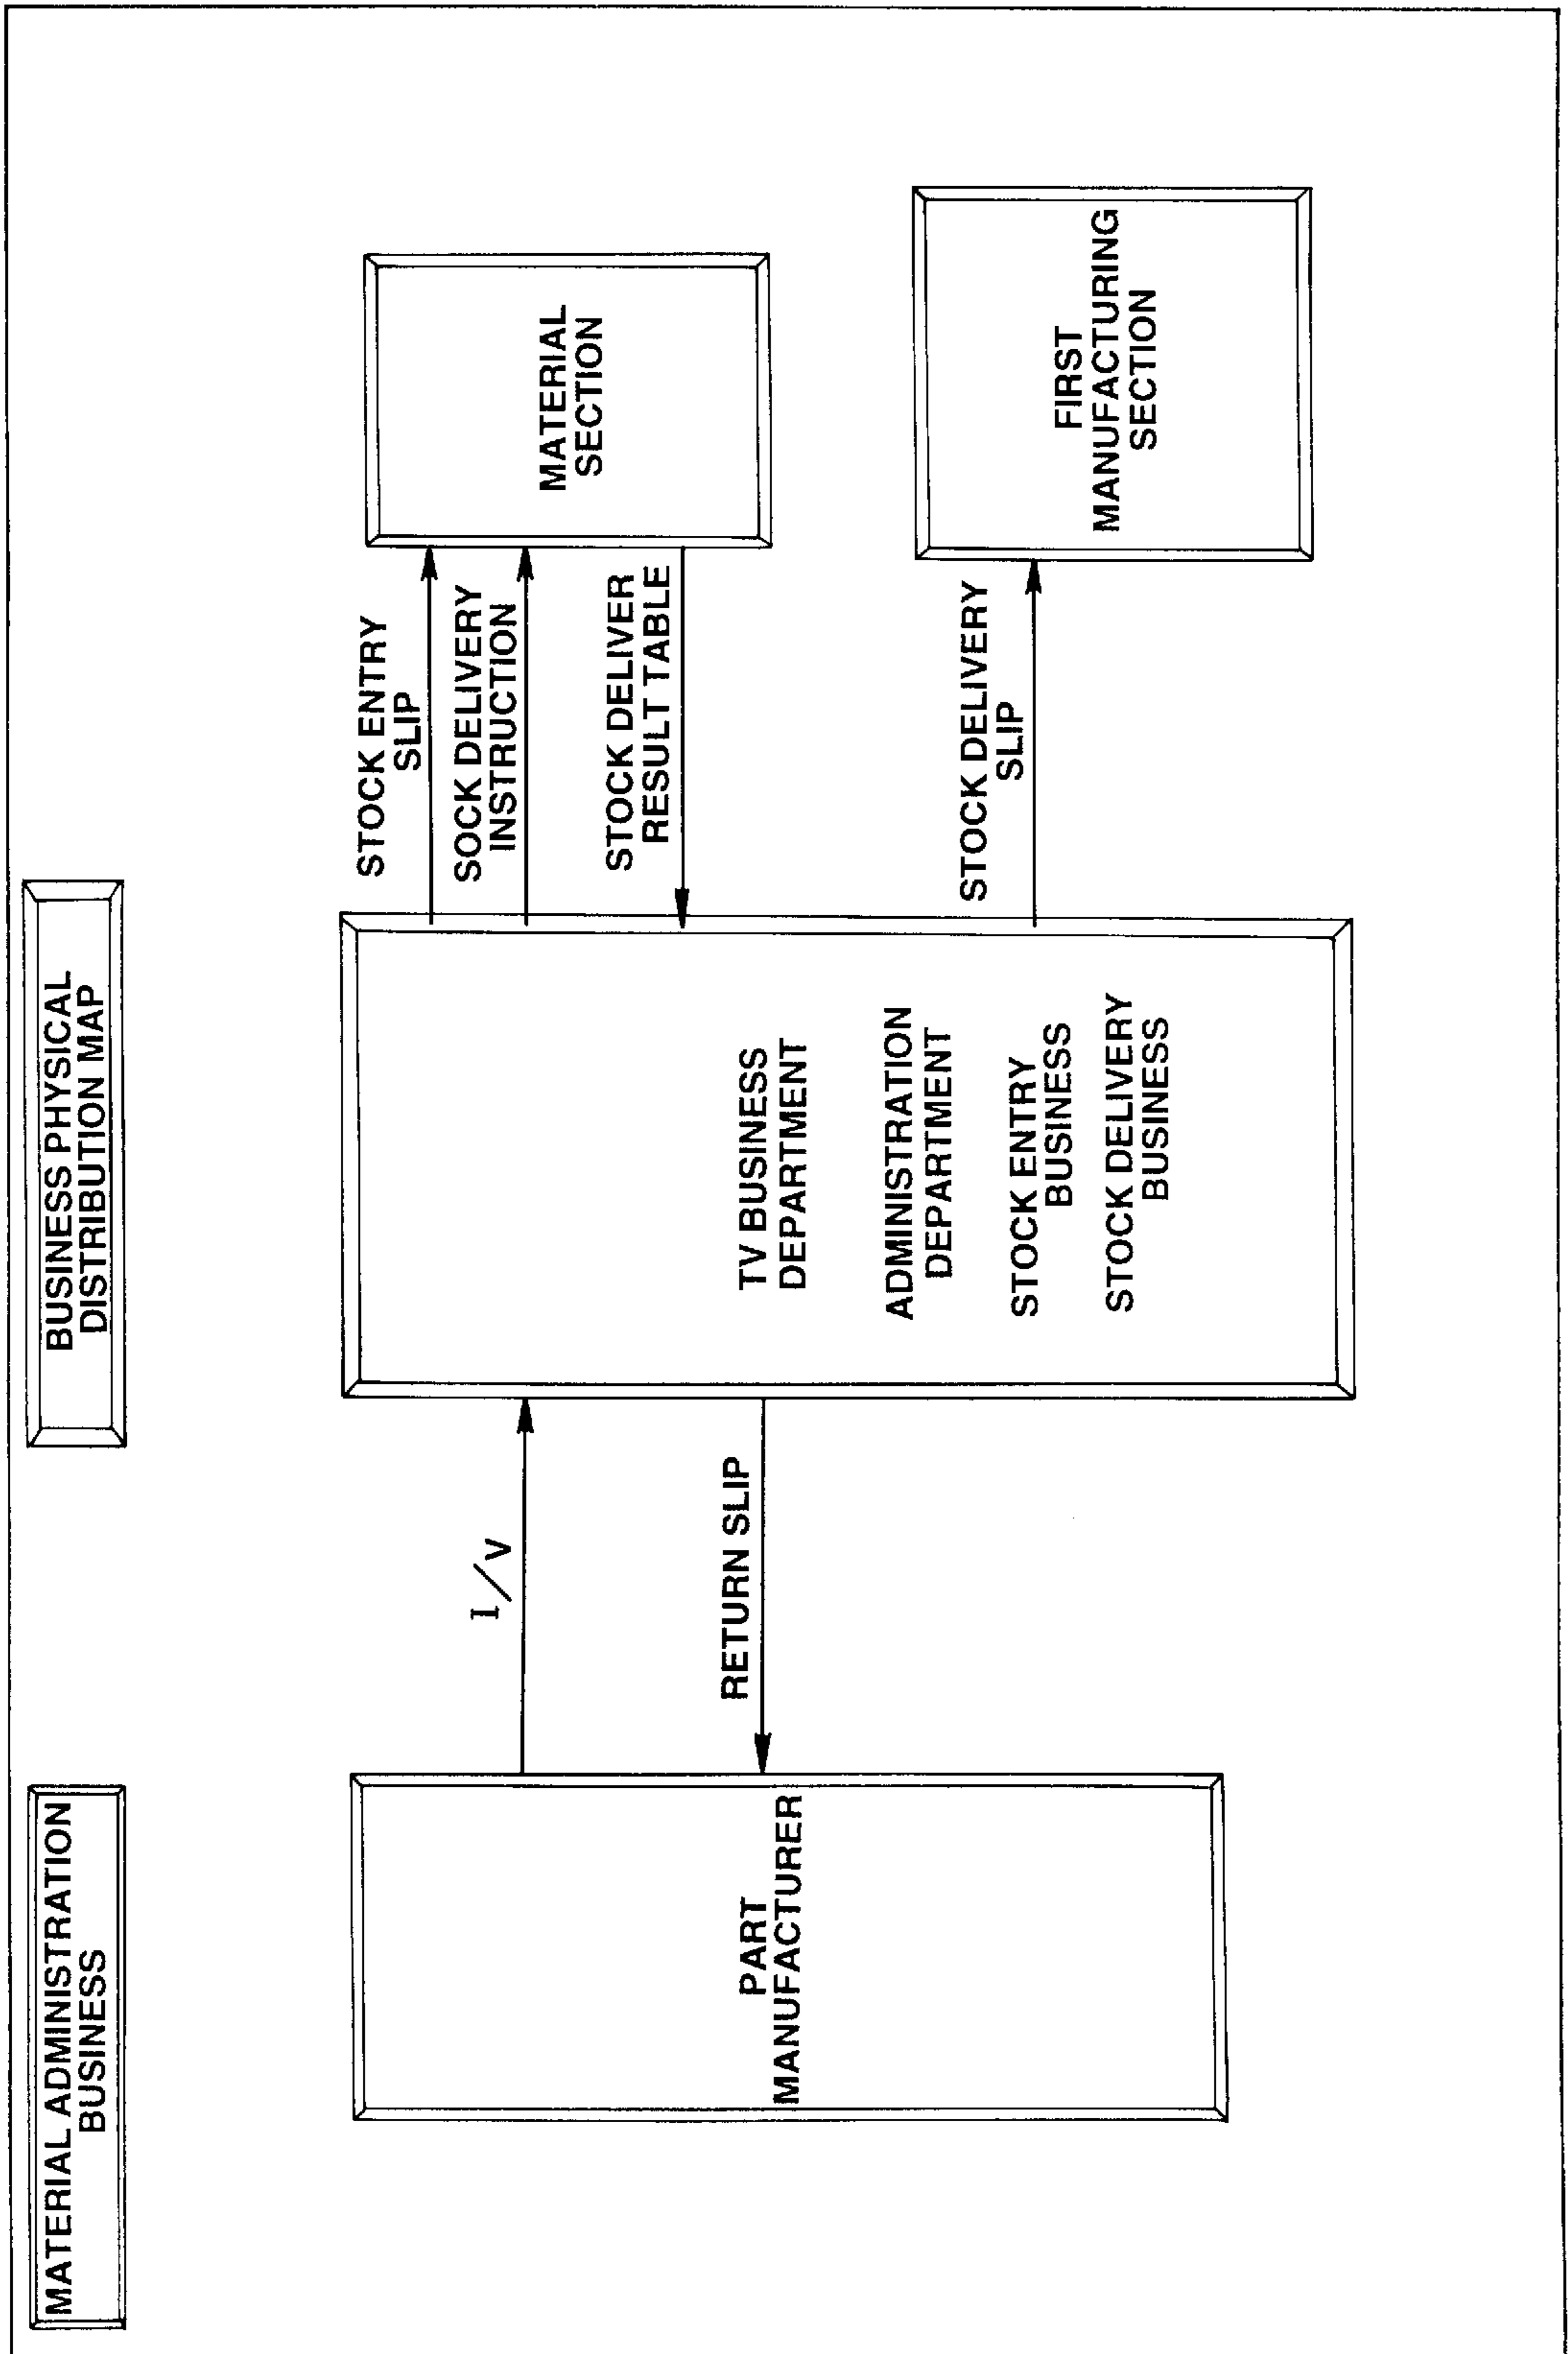 MATERIAL ADMINISTRATION
BUSINESS
BUSINESS PHYSICAL
DISTRIBUTION MAP
PART
MANUFACTURER
I/V
RETURN SLIP
TV BUSINESS
DEPARTMENT
ADMINISTRATION
DEPARTMENT
STOCK ENTRY
BUSINESS
STOCK DELIVERY
BUSINESS
STOCK ENTRY
SLIP
SOCK DELIVERY
INSTRUCTION
STOCK DELIVER
RESULT TABLE
STOCK DELIVERY
SLIP
MATERIAL
SECTION
FIRST
MANUFACTURING
SECTION